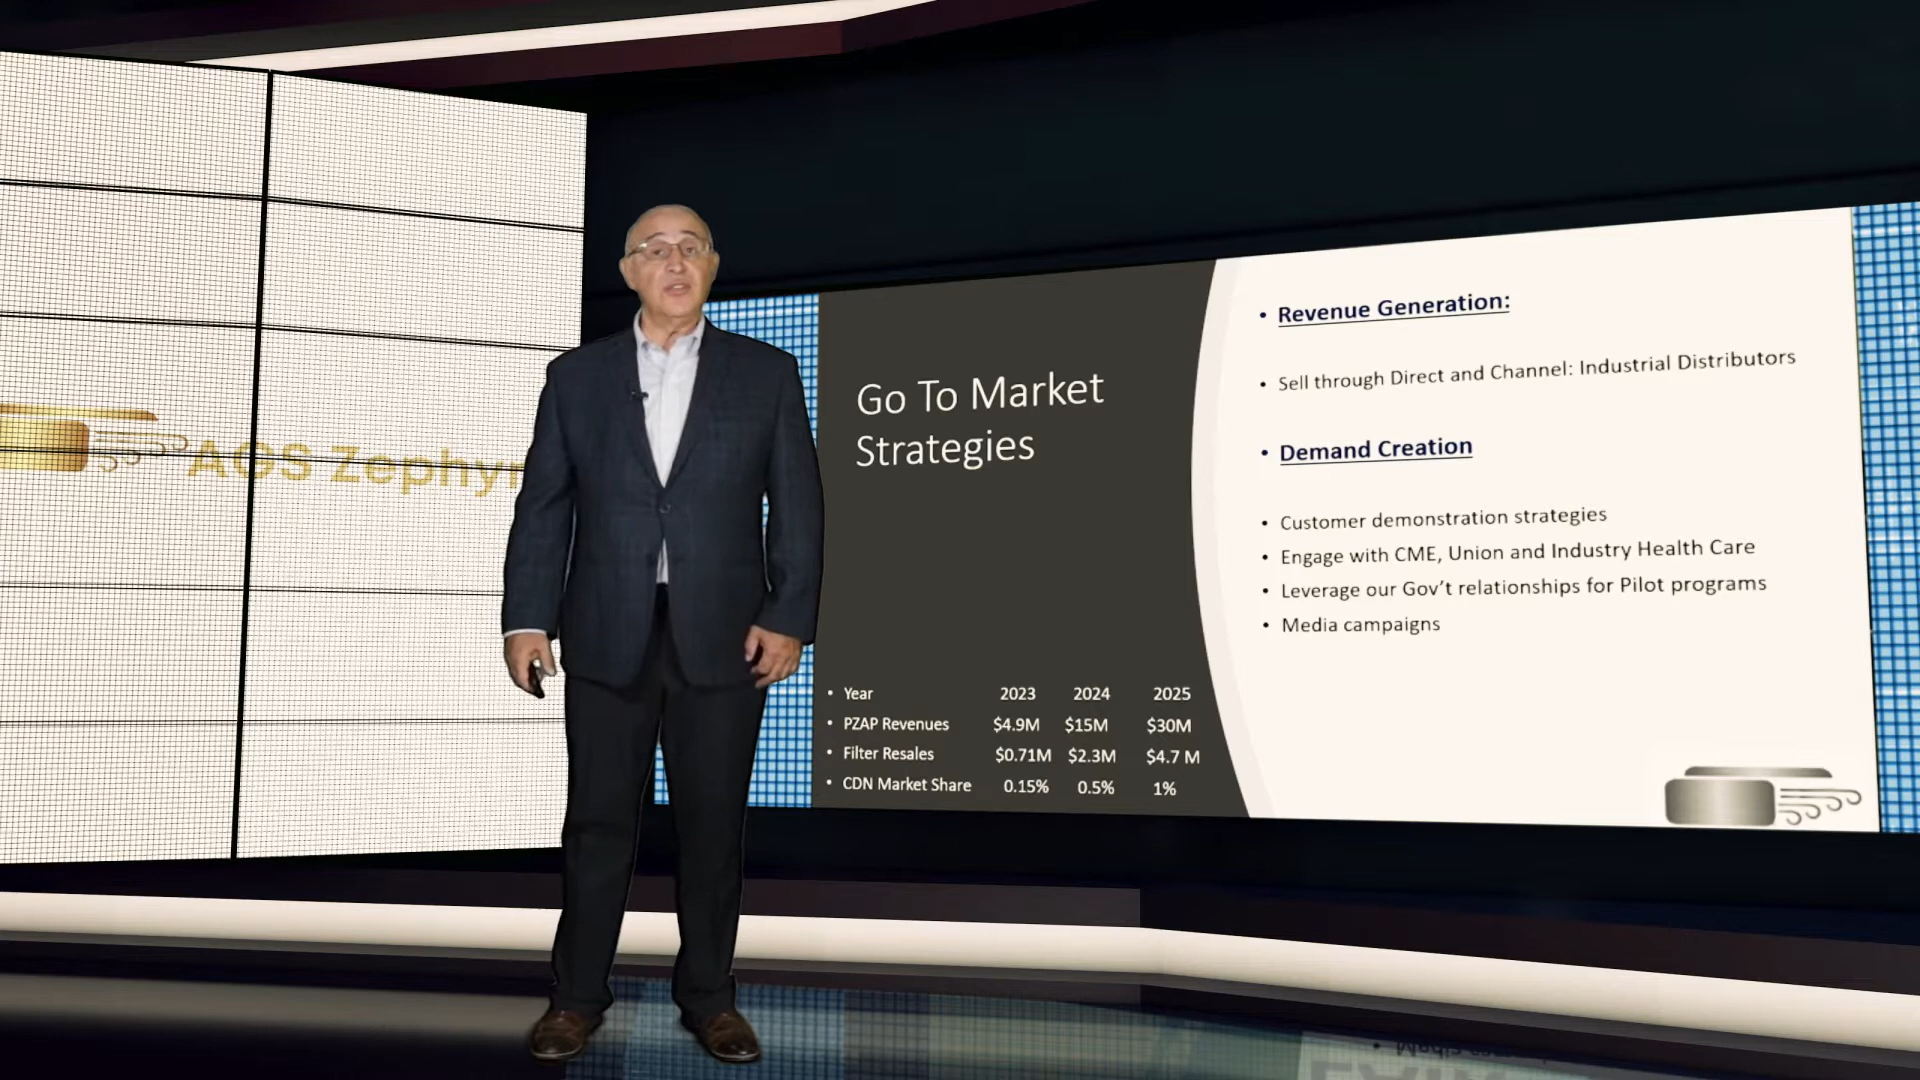 AGS Zephyr
Go To Market
Strategies
• Year 2023 2024 2025
• PZAP Revenues $4.9M $15M $30M
• Filter Resales $0.71M $2.3M $4.7 M
• CDN Market Share 0.15% 0.5% 1%
• Revenue Generation:
• Sell through Direct and Channel: Industrial Distributors
• Demand Creation
• Customer demonstration strategies
• Engage with CME, Union and Industry Health Care
• Leverage our Gov't relationships for Pilot programs
• Media campaigns